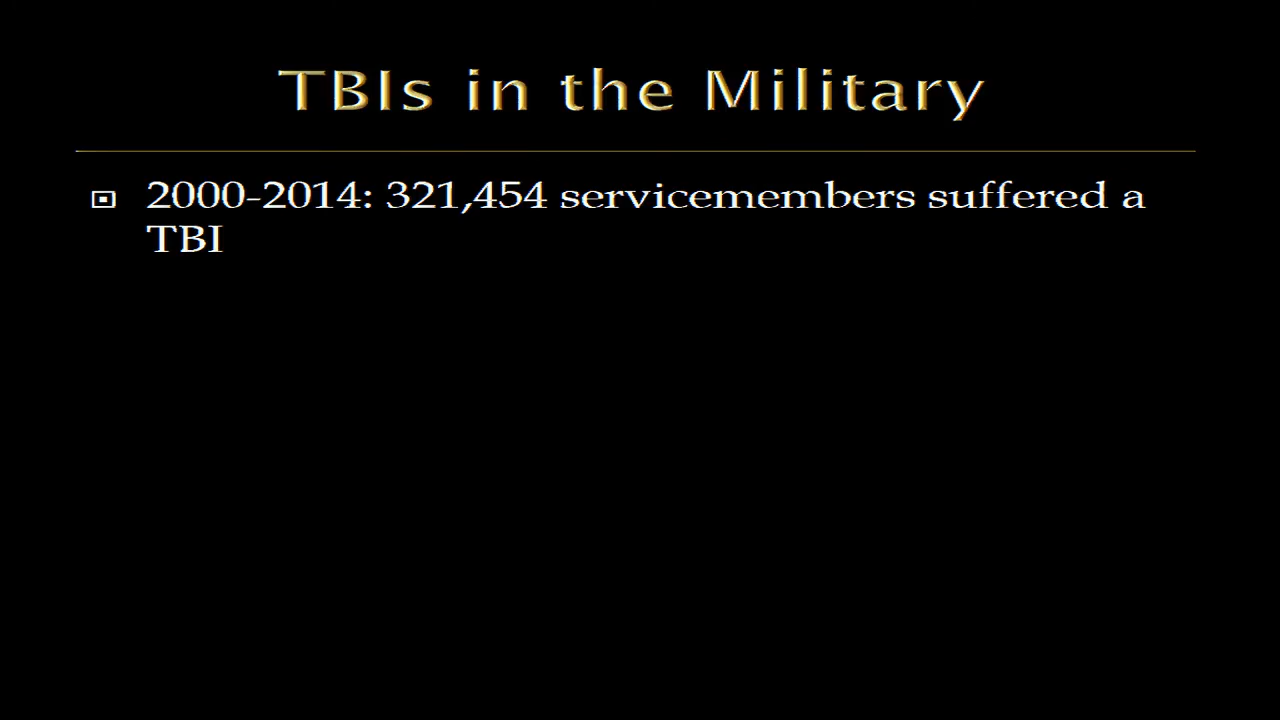 TBIs in the Military
2000-2014: 321,454 servicemembers suffered a
TBI